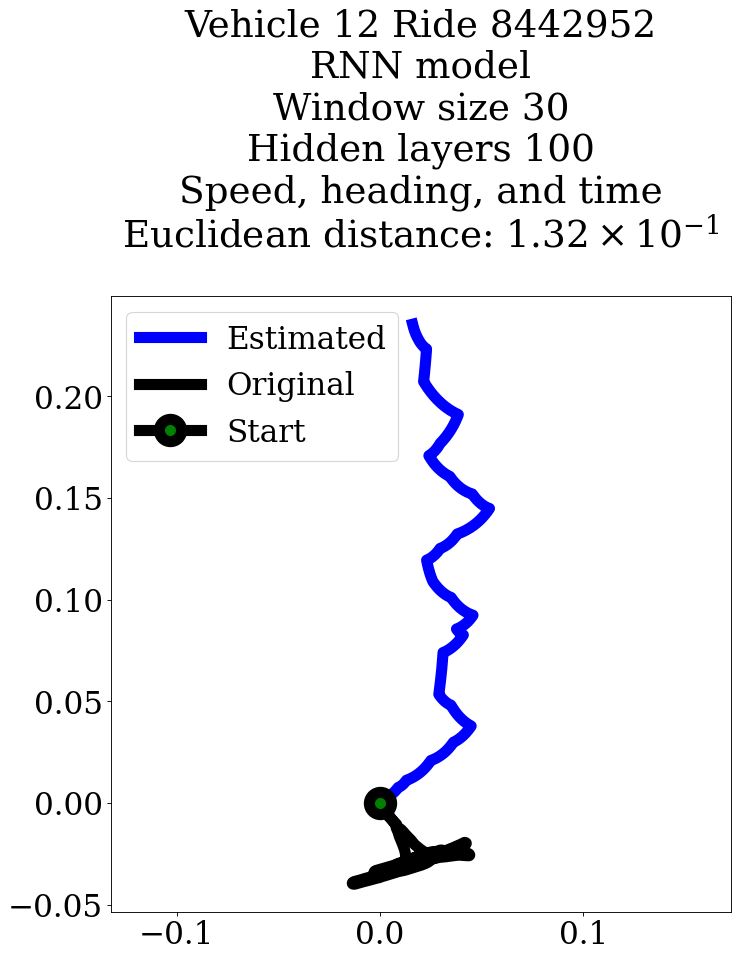 Vehicle 12 Ride 8442952
RNN model
Window size 30
Hidden layers 100
Speed, heading, and time
Euclidean distance: 1.32 × 10⁻¹
Estimated
Original
Start
0.20
0.15
0.10
0.05
0.00
−0.05
−0.1
0.0
0.1